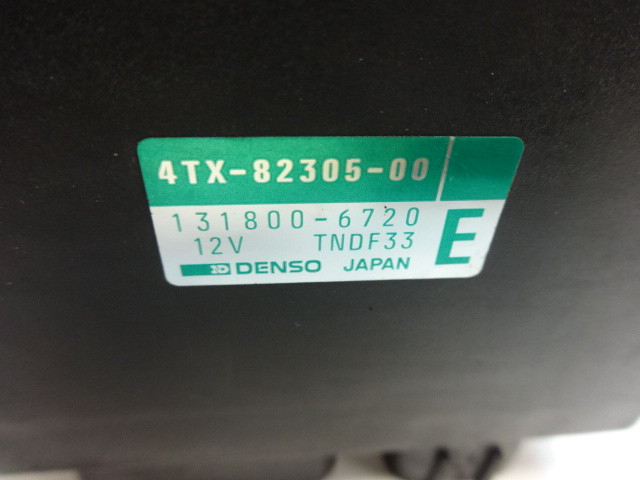 4TX-82305-00
131800-6720
12V TNDF33
E
DENSO JAPAN